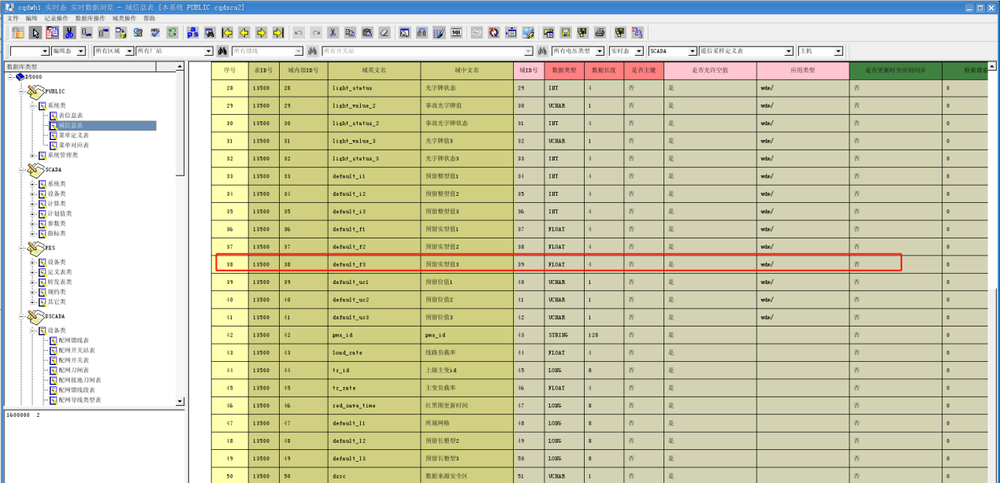 cqdwh1 实时态 实时数据浏览 - 域信息表 [本系统 PUBLIC cqdsca2]
文件 编辑 记录操作 数据库操作 域类操作 帮助
编辑态 所有区域 所有厂站 所有馈线 所有开关站 所有电压类型 实时态 SCADA 遥信采样定义表 主机
数据库类型
D5000
PUBLIC
系统类
表信息表
域信息表
菜单定义表
菜单对应表
系统管理类
SCADA
系统类
设备类
计算类
计划值类
参数类
指标类
FES
设备类
定义表类
转发表类
规约类
其它类
DSCADA
设备类
配网馈线表
配网开关站表
配网开关表
配网刀闸表
配网接地刀闸表
配网馈线段表
配网导线类型表
1600000 2
序号 表ID号 域内部ID号 域英文名 域中文名 域ID号 数据类型 数据长度 是否主键 是否允许空值 应用类型 是否更新时全应用同步 检索器
28 13500 28 light_status 光字牌状态 29 INT 4 否 是 wdm/ 否 0
29 13500 29 light_value_2 事故光字牌值 30 UCHAR 1 否 是 wdm/ 否 0
30 13500 30 light_status_2 事故光字牌状态 31 INT 4 否 是 wdm/ 否 0
31 13500 31 light_value_3 光字牌值3 32 UCHAR 1 否 是 wdm/ 否 0
32 13500 32 light_status_3 光字牌状态3 33 INT 4 否 是 wdm/ 否 0
33 13500 33 default_i1 预留整型值1 34 INT 4 否 是 wdm/ 否 0
34 13500 34 default_i2 预留整型值2 35 INT 4 否 是 wdm/ 否 0
35 13500 35 default_i3 预留整型值3 36 INT 4 否 是 wdm/ 否 0
36 13500 36 default_f1 预留实型值1 37 FLOAT 4 否 是 wdm/ 否 0
37 13500 37 default_f2 预留实型值2 38 FLOAT 4 否 是 wdm/ 否 0
38 13500 38 default_f3 预留实型值3 39 FLOAT 4 否 是 wdm/ 否 0
39 13500 39 default_uc1 预留位值1 40 UCHAR 1 否 是 wdm/ 否 0
40 13500 40 default_uc2 预留位值2 41 UCHAR 1 否 是 wdm/ 否 0
41 13500 41 default_uc3 预留位值3 42 UCHAR 1 否 是 wdm/ 否 0
42 13500 42 pms_id pms_id 43 STRING 128 否 是 否 0
43 13500 43 load_rate 线路负载率 44 FLOAT 4 否 是 否 0
44 13500 44 tr_id 上级主变id 45 LONG 8 否 是 否 0
45 13500 45 tr_rate 主变负载率 46 FLOAT 4 否 是 否 0
46 13500 46 red_save_time 红黑图更新时间 47 LONG 8 否 是 否 0
47 13500 47 default_l1 所属网格 48 LONG 8 否 是 否 0
48 13500 48 default_l2 预留长整型2 49 LONG 8 否 是 否 0
49 13500 49 default_l3 预留长整型3 50 LONG 8 否 是 否 0
50 13500 50 dsrc 数据来源安全区 51 UCHAR 1 否 是 否 0